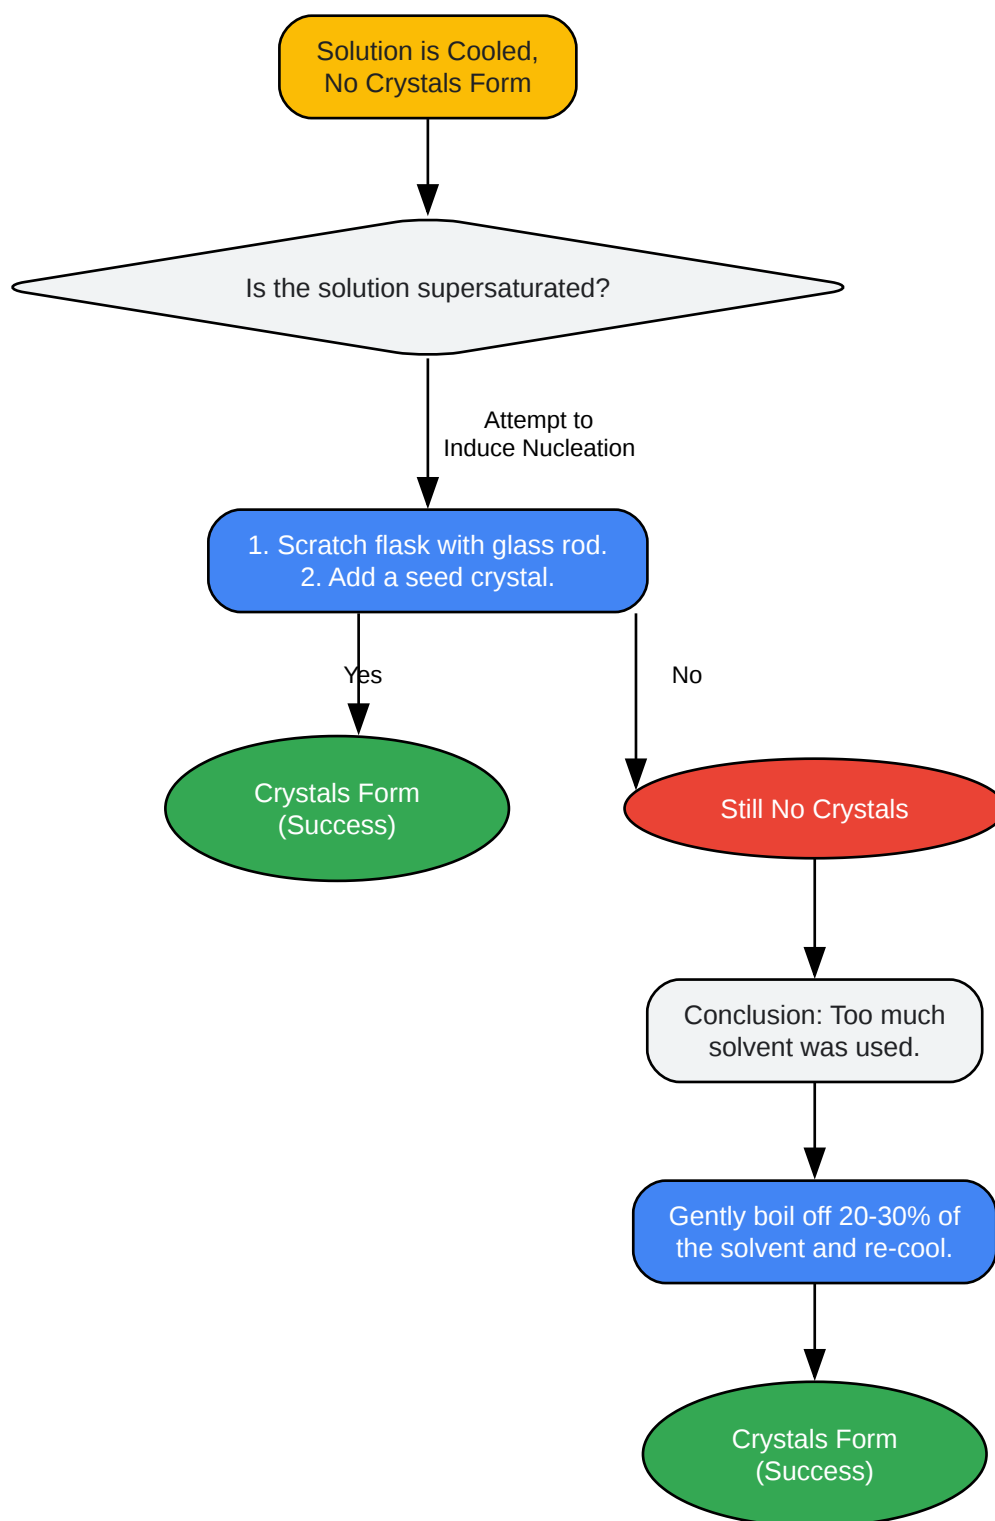 Solution is Cooled,
No Crystals Form
Is the solution supersaturated?
Attempt to
Induce Nucleation
1. Scratch flask with glass rod.
2. Add a seed crystal.
Yes
No
Crystals Form
(Success)
Still No Crystals
Conclusion: Too much
solvent was used.
Gently boil off 20-30% of
the solvent and re-cool.
Crystals Form
(Success)